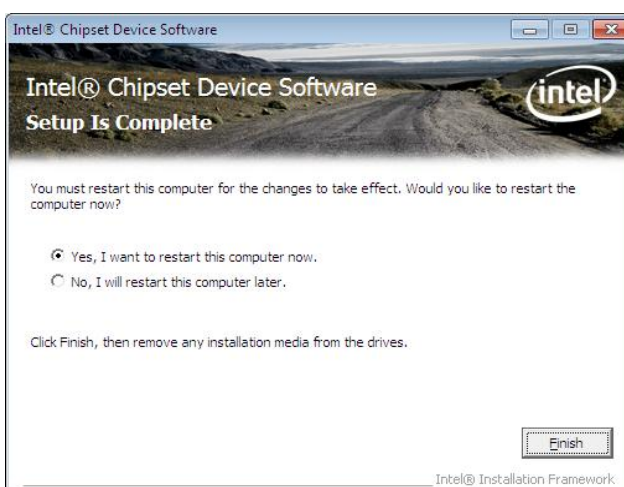 Intel® Chipset Device Software
Intel® Chipset Device Software
intel
Setup Is Complete
You must restart this computer for the changes to take effect. Would you like to restart the
computer now?
Yes, I want to restart this computer now.
No, I will restart this computer later.
Click Finish, then remove any installation media from the drives.
Finish
Intel® Installation Framework